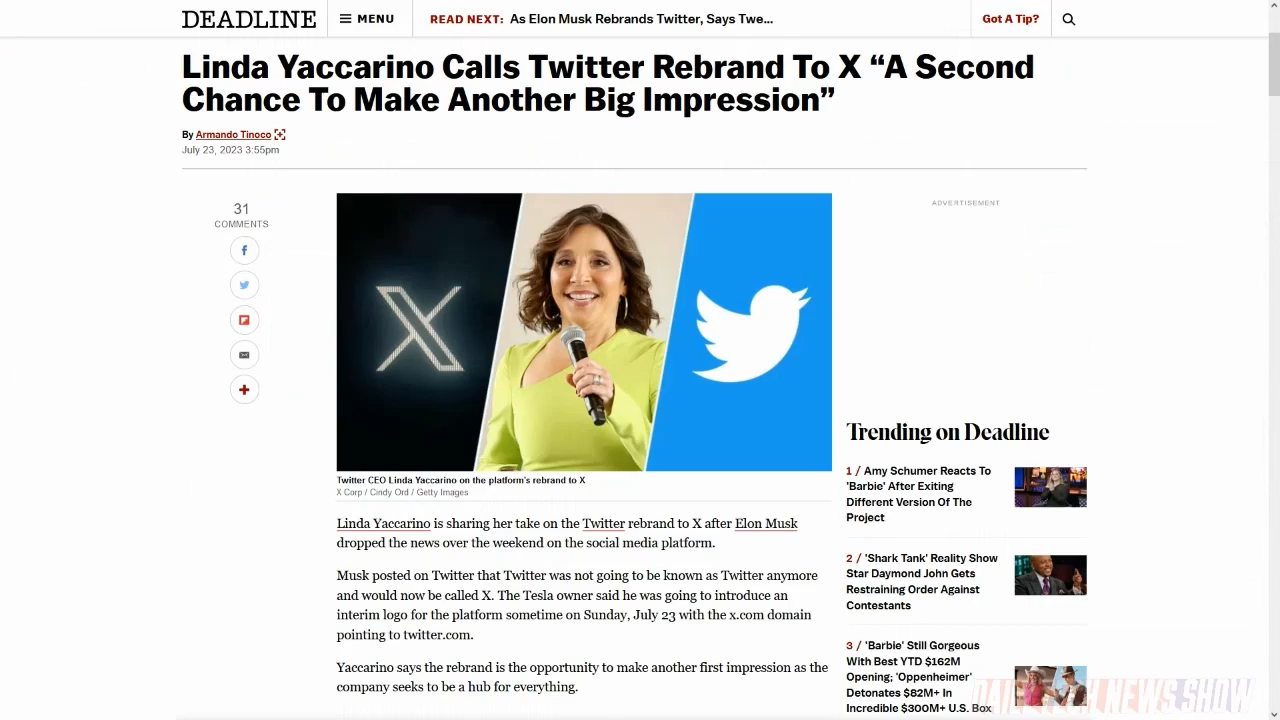 DEADLINE
MENU
READ NEXT: As Elon Musk Rebrands Twitter, Says Twe...
Got A Tip?
Linda Yaccarino Calls Twitter Rebrand To X “A Second
Chance To Make Another Big Impression”
By Armando Tinoco
July 23, 2023 3:55pm
31
COMMENTS
Twitter CEO Linda Yaccarino on the platform's rebrand to X
X Corp / Cindy Ord / Getty Images
Linda Yaccarino is sharing her take on the Twitter rebrand to X after Elon Musk
dropped the news over the weekend on the social media platform.
Musk posted on Twitter that Twitter was not going to be known as Twitter anymore
and would now be called X. The Tesla owner said he was going to introduce an
interim logo for the platform sometime on Sunday, July 23 with the x.com domain
pointing to twitter.com.
Yaccarino says the rebrand is the opportunity to make another first impression as the
company seeks to be a hub for everything.
ADVERTISEMENT
Trending on Deadline
1 / Amy Schumer Reacts To
'Barbie' After Exiting
Different Version Of The
Project
2 / 'Shark Tank' Reality Show
Star Daymond John Gets
Restraining Order Against
Contestants
3 / 'Barbie' Still Gorgeous
With Best YTD $162M
Opening; 'Oppenheimer'
Detonates $82M+ In
Incredible $300M+ U.S. Box
DAILY TECH NEWS SHOW